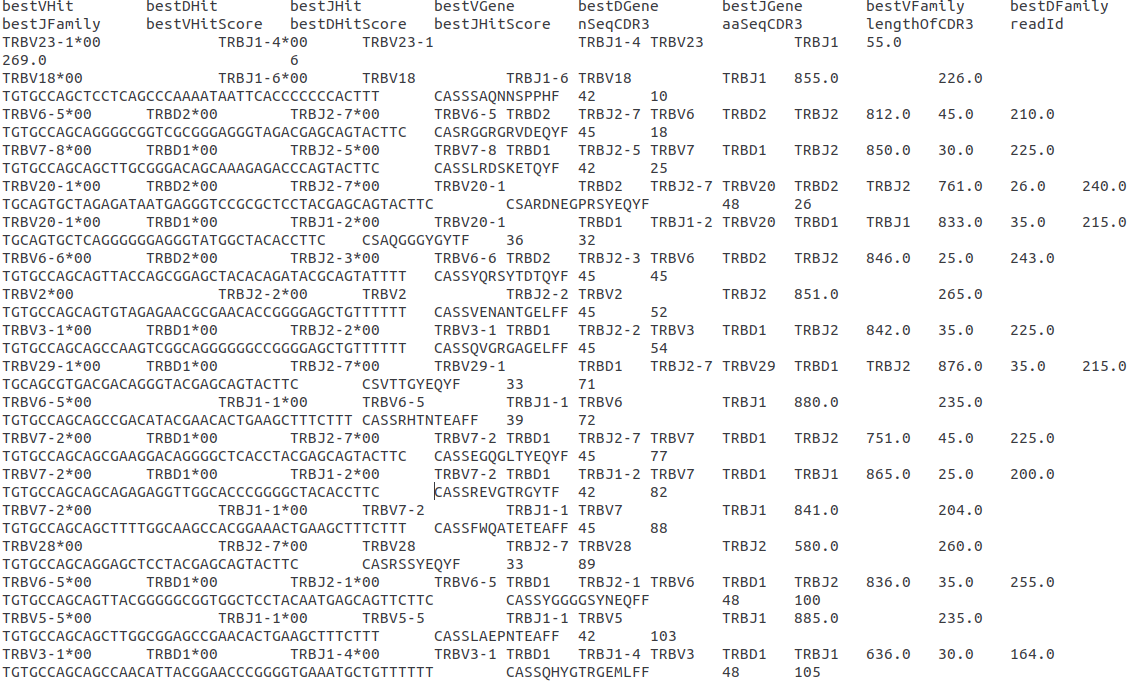 bestVHit bestDHit bestJHit bestVGene bestDGene bestJGene bestVFamily bestDFamily
bestJFamily bestVHitScore bestDHitScore bestJHitScore nSeqCDR3 aaSeqCDR3 lengthOfCDR3 readId
TRBV23-1*00 TRBJ1-4*00 TRBV23-1 TRBJ1-4 TRBV23 TRBJ1 55.0
269.0 6
TRBV18*00 TRBJ1-6*00 TRBV18 TRBJ1-6 TRBV18 TRBJ1 855.0 226.0
TGTGCCAGCTCCTCAGCCCAAAATAATTCACCCCCCCACTTT CASSSAQNNSPPHF 42 10
TRBV6-5*00 TRBD2*00 TRBJ2-7*00 TRBV6-5 TRBD2 TRBJ2-7 TRBV6 TRBD2 TRBJ2 812.0 45.0 210.0
TGTGCCAGCAGGGGCGGTCGCGGGAGGGTAGACGAGCAGTACTTC CASRGGRGRVDEQYF 45 18
TRBV7-8*00 TRBD1*00 TRBJ2-5*00 TRBV7-8 TRBD1 TRBJ2-5 TRBV7 TRBD1 TRBJ2 850.0 30.0 225.0
TGTGCCAGCAGCTTGCGGGACAGCAAAGAGACCCAGTACTTC CASSLRDSKETQYF 42 25
TRBV20-1*00 TRBD2*00 TRBJ2-7*00 TRBV20-1 TRBD2 TRBJ2-7 TRBV20 TRBD2 TRBJ2 761.0 26.0 240.0
TGCAGTGCTAGAGATAATGAGGGTCCGCGCTCCTACGAGCAGTACTTC CSARDNEGPRSYEQYF 48 26
TRBV20-1*00 TRBD1*00 TRBJ1-2*00 TRBV20-1 TRBD1 TRBJ1-2 TRBV20 TRBD1 TRBJ1 833.0 35.0 215.0
TGCAGTGCTCAGGGGGGAGGGTATGGCTACACCTTC CSAQGGGYGYTF 36 32
TRBV6-6*00 TRBD2*00 TRBJ2-3*00 TRBV6-6 TRBD2 TRBJ2-3 TRBV6 TRBD2 TRBJ2 846.0 25.0 243.0
TGTGCCAGCAGTTACCAGCGGAGCTACACAGATACGCAGTATTTT CASSYQRSYTDTQYF 45 45
TRBV2*00 TRBJ2-2*00 TRBV2 TRBJ2-2 TRBV2 TRBJ2 851.0 265.0
TGTGCCAGCAGTGTAGAGAACGCGAACACCGGGGAGCTGTTTTTT CASSVENANTGELFF 45 52
TRBV3-1*00 TRBD1*00 TRBJ2-2*00 TRBV3-1 TRBD1 TRBJ2-2 TRBV3 TRBD1 TRBJ2 842.0 35.0 225.0
TGTGCCAGCAGCCAAGTCGGCAGGGGGGCCGGGGAGCTGTTTTTT CASSQVGRGAGELFF 45 54
TRBV29-1*00 TRBD1*00 TRBJ2-7*00 TRBV29-1 TRBD1 TRBJ2-7 TRBV29 TRBD1 TRBJ2 876.0 35.0 215.0
TGCAGCGTGACGACAGGGTACGAGCAGTACTTC CSVTTGYEQYF 33 71
TRBV6-5*00 TRBJ1-1*00 TRBV6-5 TRBJ1-1 TRBV6 TRBJ1 880.0 235.0
TGTGCCAGCAGCCGACATACGAACACTGAAGCTTTCTTT CASSRHTNTEAFF 39 72
TRBV7-2*00 TRBD1*00 TRBJ2-7*00 TRBV7-2 TRBD1 TRBJ2-7 TRBV7 TRBD1 TRBJ2 751.0 45.0 225.0
TGTGCCAGCAGCGAAGGACAGGGGCTCACCTACGAGCAGTACTTC CASSEGQGLTYEQYF 45 77
TRBV7-2*00 TRBD1*00 TRBJ1-2*00 TRBV7-2 TRBD1 TRBJ1-2 TRBV7 TRBD1 TRBJ1 865.0 25.0 200.0
TGTGCCAGCAGCAGAGAGGTTGGCACCCGGGGCTACACCTTC CASSREVGTRGYTF 42 82
TRBV7-2*00 TRBJ1-1*00 TRBV7-2 TRBJ1-1 TRBV7 TRBJ1 841.0 204.0
TGTGCCAGCAGCTTTTGGCAAGCCACGGAAACTGAAGCTTTCTTT CASSFWQATETEAFF 45 88
TRBV28*00 TRBJ2-7*00 TRBV28 TRBJ2-7 TRBV28 TRBJ2 580.0 260.0
TGTGCCAGCAGGAGCTCCTACGAGCAGTACTTC CASRSSYEQYF 33 89
TRBV6-5*00 TRBD1*00 TRBJ2-1*00 TRBV6-5 TRBD1 TRBJ2-1 TRBV6 TRBD1 TRBJ2 836.0 35.0 255.0
TGTGCCAGCAGTTACGGGGGCGGTGGCTCCTACAATGAGCAGTTCTTC CASSYGGGGSYNEQFF 48 100
TRBV5-5*00 TRBJ1-1*00 TRBV5-5 TRBJ1-1 TRBV5 TRBJ1 885.0 235.0
TGTGCCAGCAGCTTGGCGGAGCCGAACACTGAAGCTTTCTTT CASSLAEPNTEAFF 42 103
TRBV3-1*00 TRBD1*00 TRBJ1-4*00 TRBV3-1 TRBD1 TRBJ1-4 TRBV3 TRBD1 TRBJ1 636.0 30.0 164.0
TGTGCCAGCAGCCAACATTACGGAACCCGGGGTGAAATGCTGTTTTTT CASSQHYGTRGEMLFF 48 105